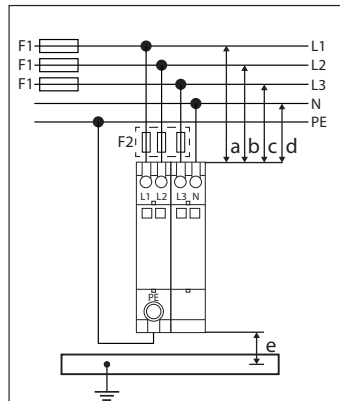 F1 L1
F1 L2
F1 L3
N
PE
F2 a b c d
L1 L2 L3 N
PE
e